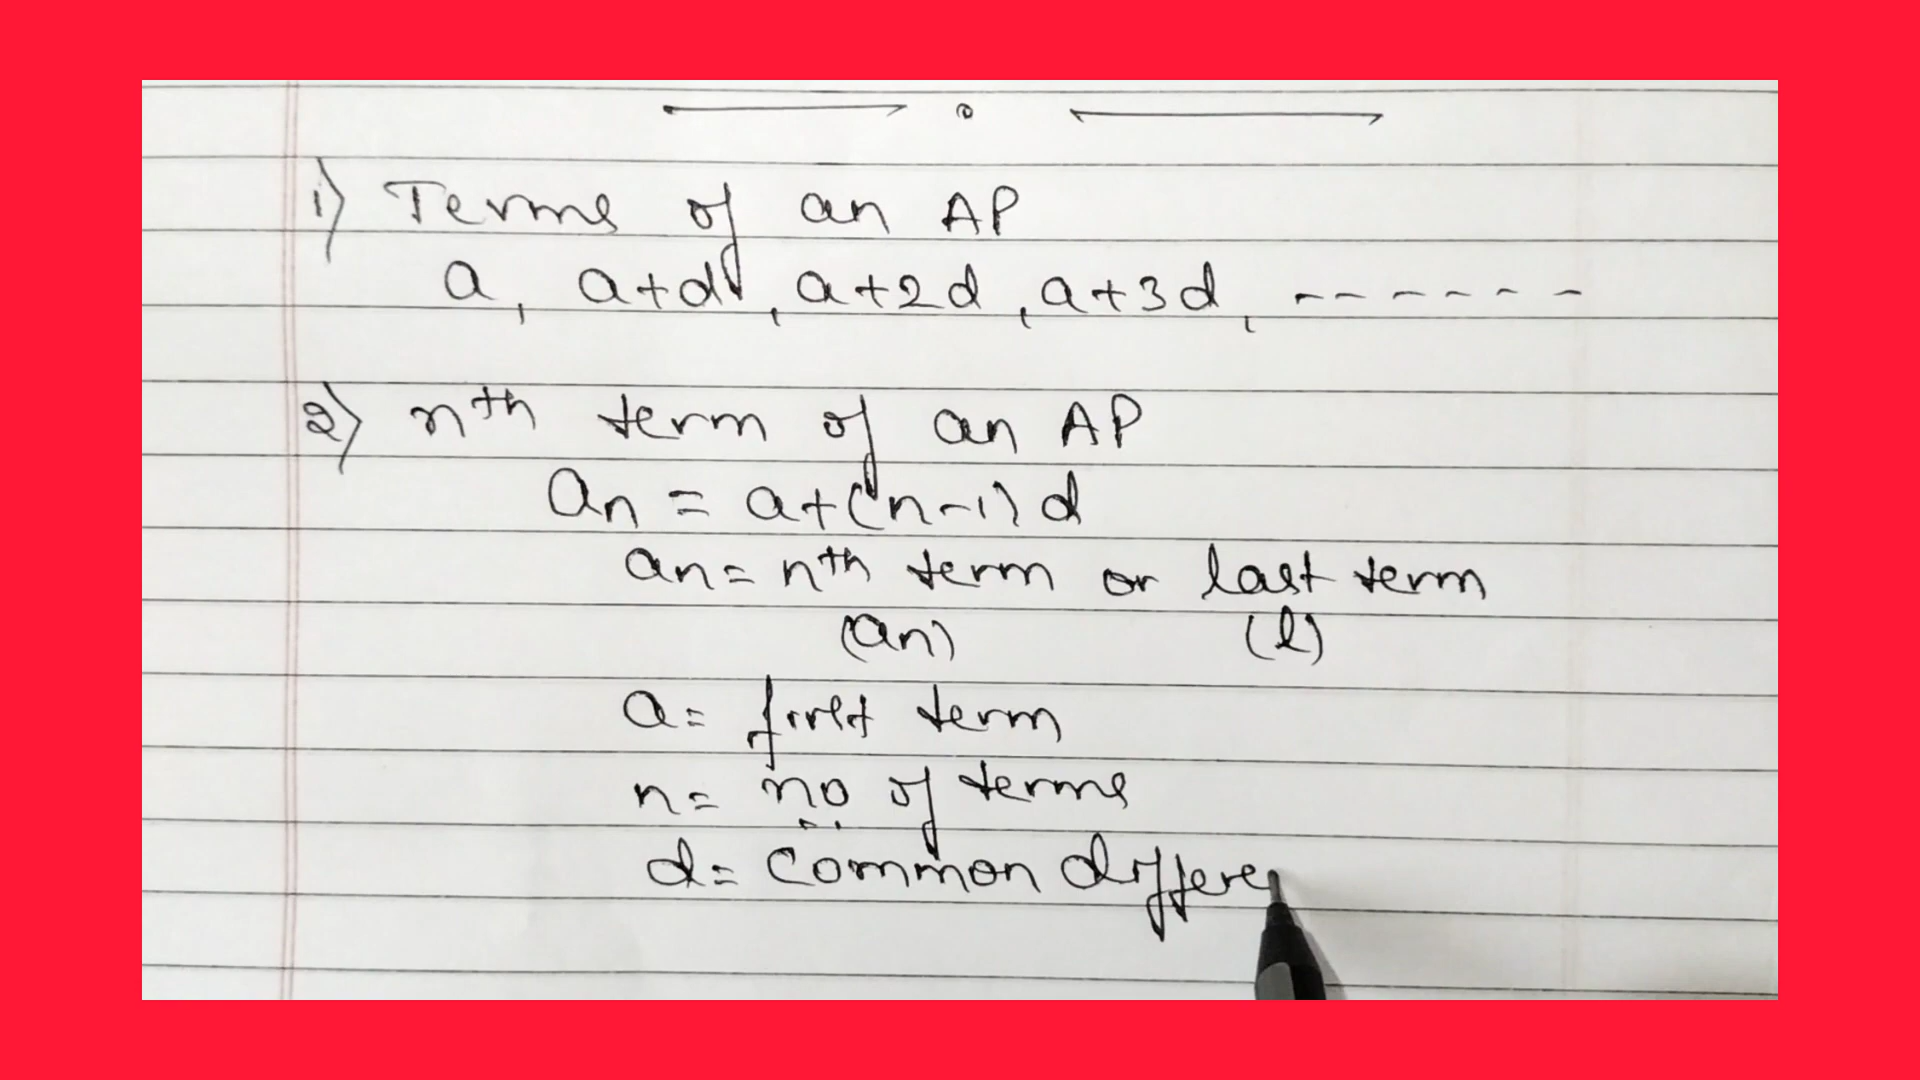 1) Terms of an AP
a, a+d, a+2d, a+3d, ------
2) nth term of an AP
an = a+(n-1)d
an = nth term or last term
(an) (l)
a = first term
n = no of terms
d = Common differe